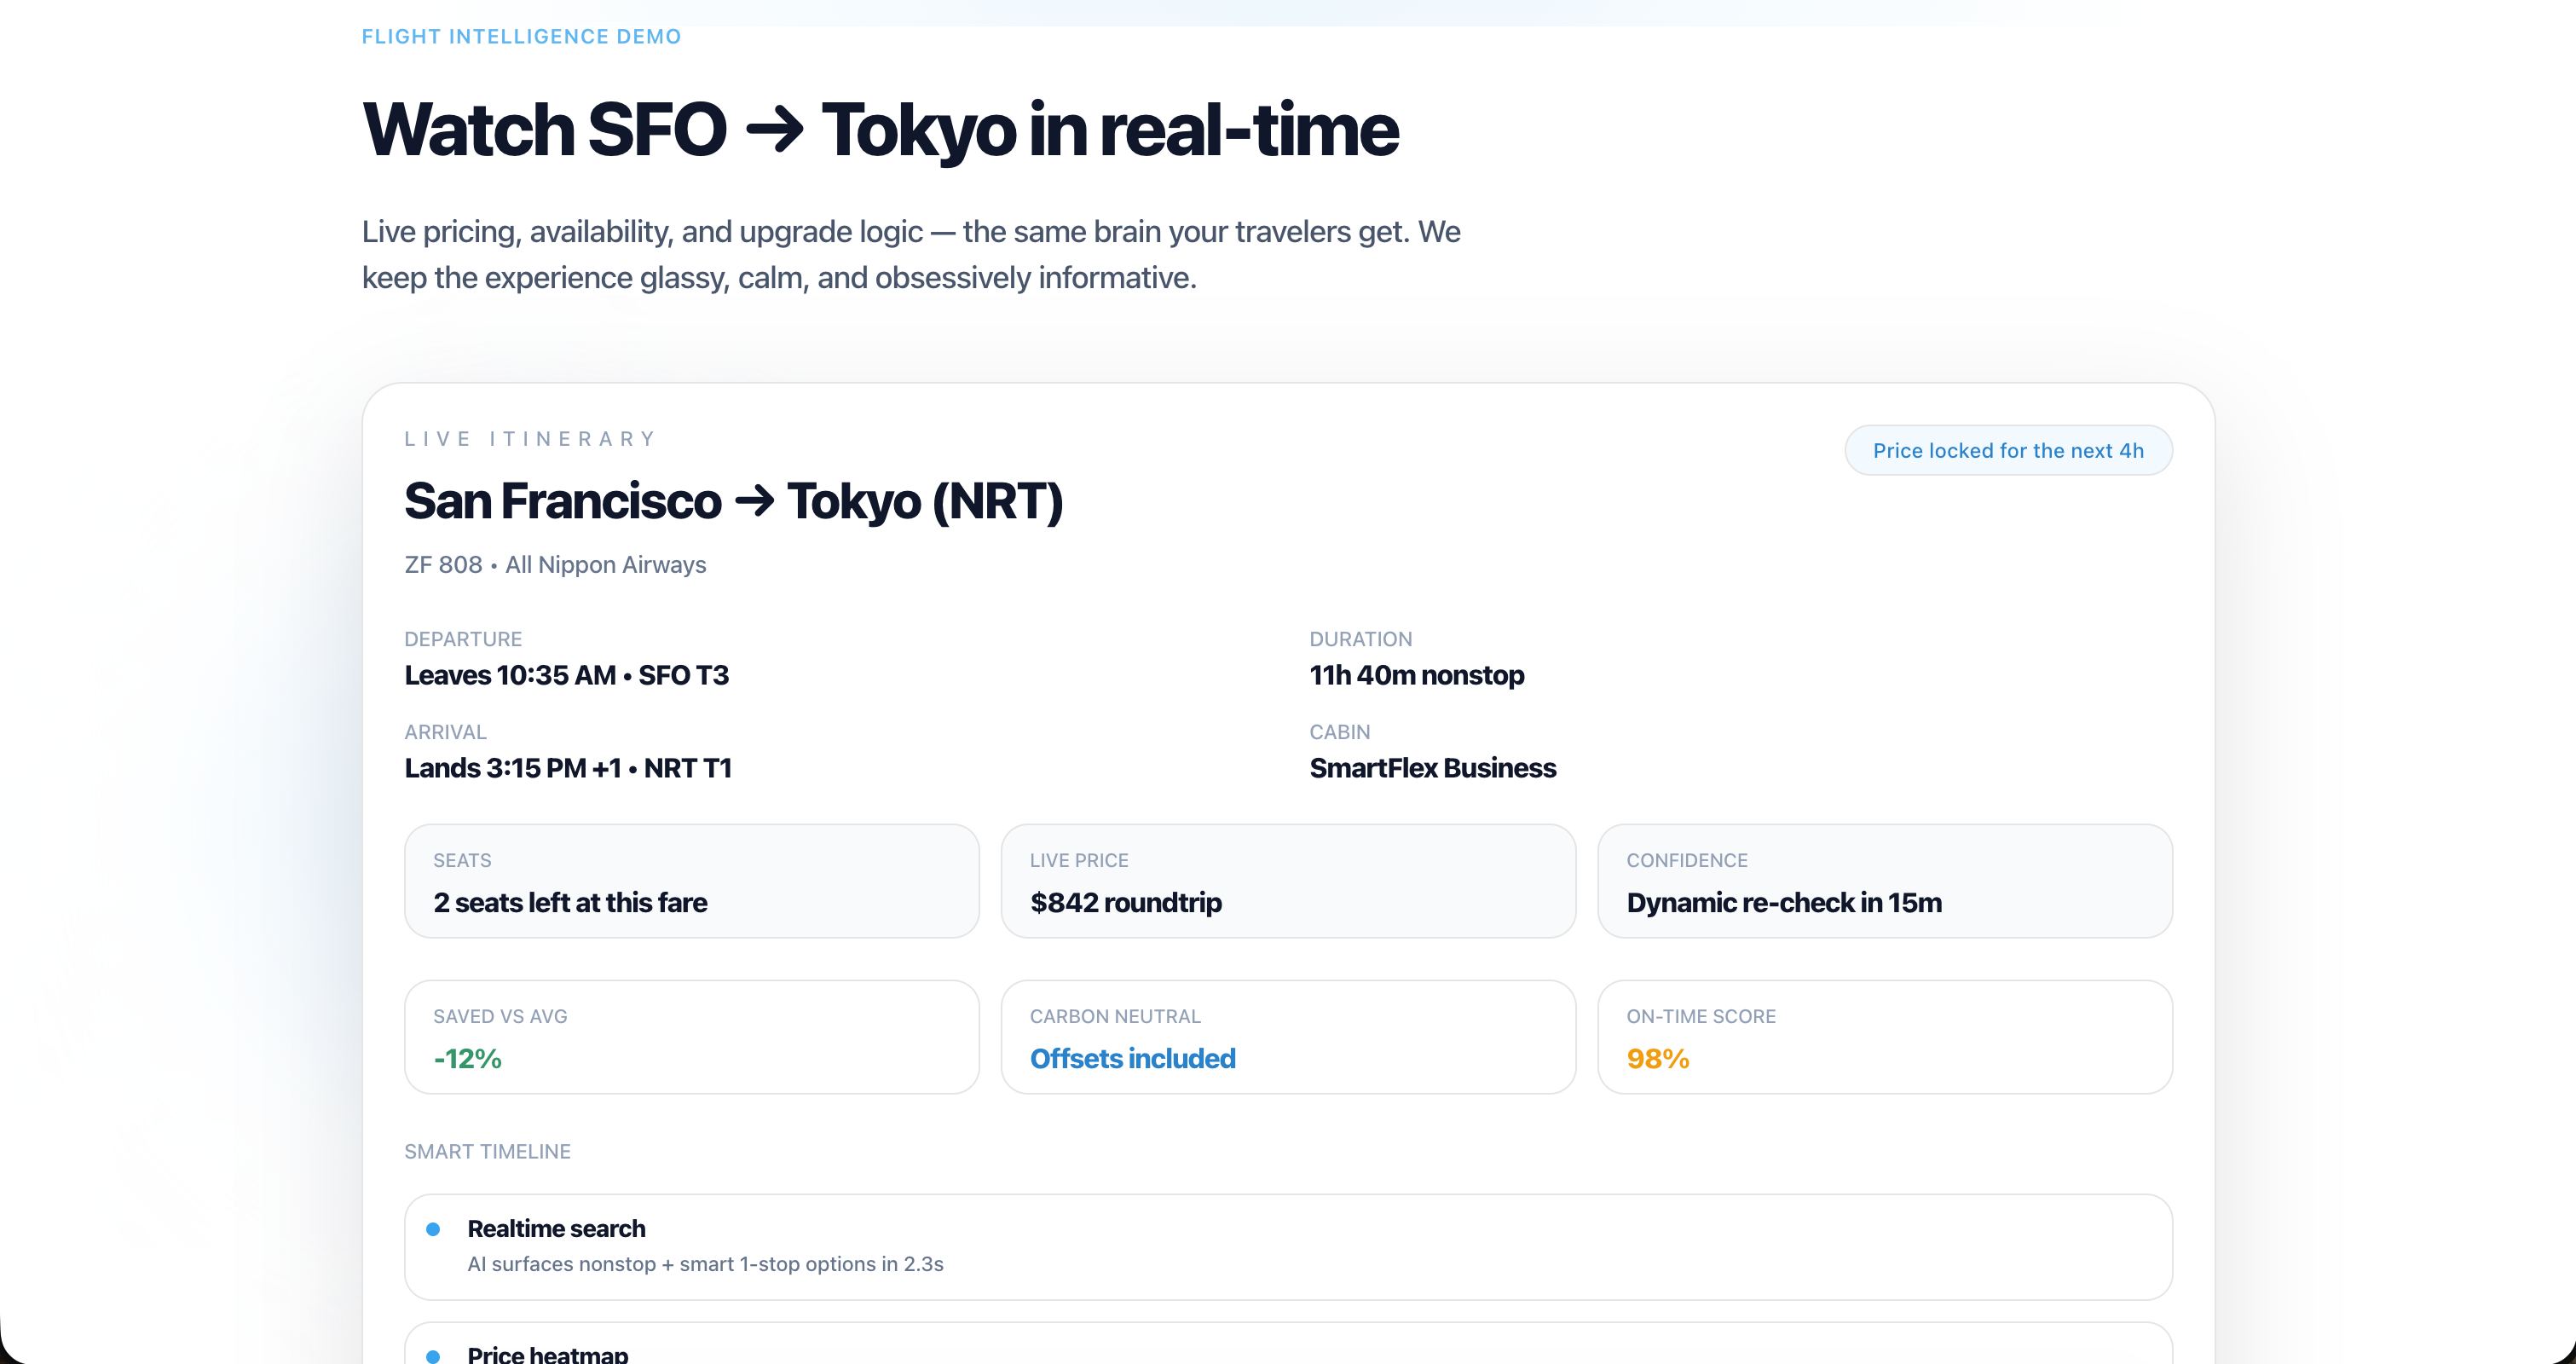 FLIGHT INTELLIGENCE DEMO
Watch SFO → Tokyo in real-time
Live pricing, availability, and upgrade logic — the same brain your travelers get. We
keep the experience glassy, calm, and obsessively informative.
LIVE ITINERARY
Price locked for the next 4h
San Francisco → Tokyo (NRT)
ZF 808 • All Nippon Airways
DEPARTURE
Leaves 10:35 AM • SFO T3
DURATION
11h 40m nonstop
ARRIVAL
Lands 3:15 PM +1 • NRT T1
CABIN
SmartFlex Business
SEATS
2 seats left at this fare
LIVE PRICE
$842 roundtrip
CONFIDENCE
Dynamic re-check in 15m
SAVED VS AVG
-12%
CARBON NEUTRAL
Offsets included
ON-TIME SCORE
98%
SMART TIMELINE
Realtime search
AI surfaces nonstop + smart 1-stop options in 2.3s
Price heatmap